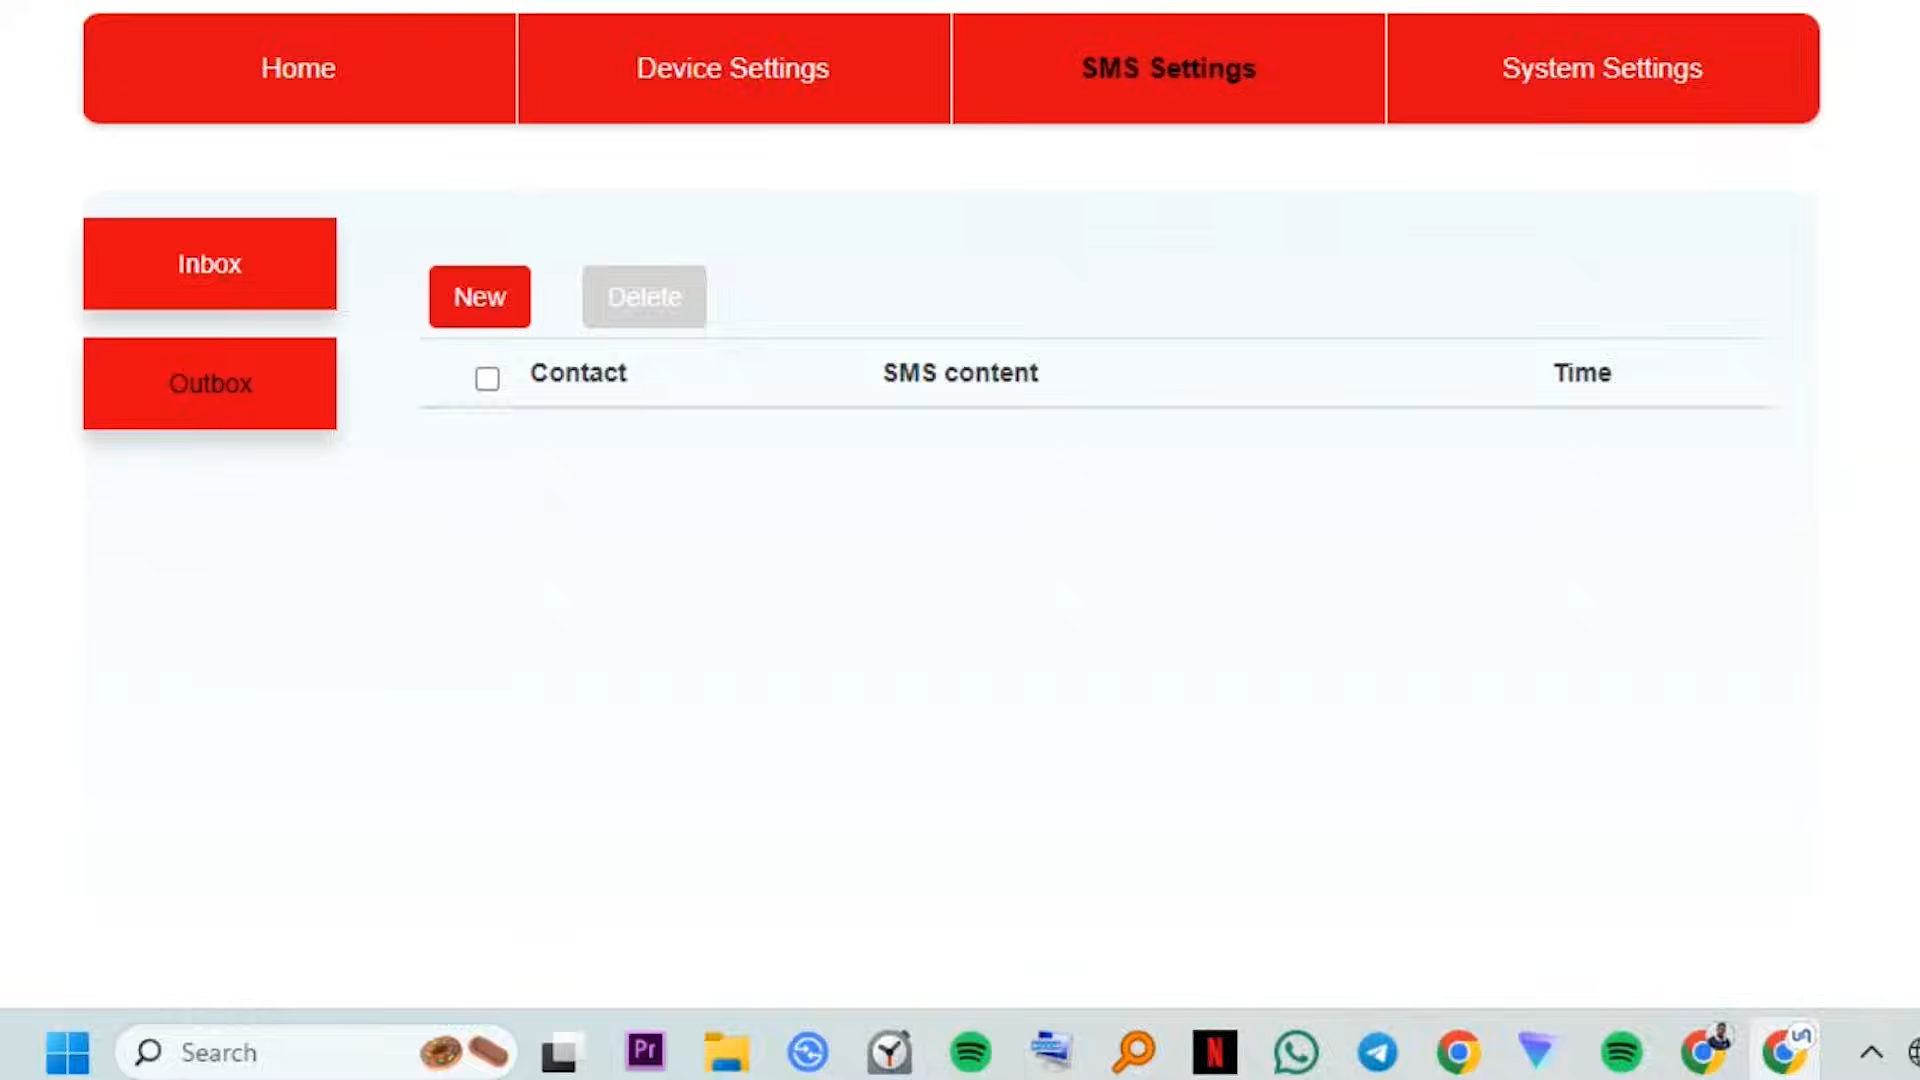 Home Device Settings SMS Settings System Settings
Inbox
New Delete
Contact SMS content Time
Outbox
Search
Pr
N